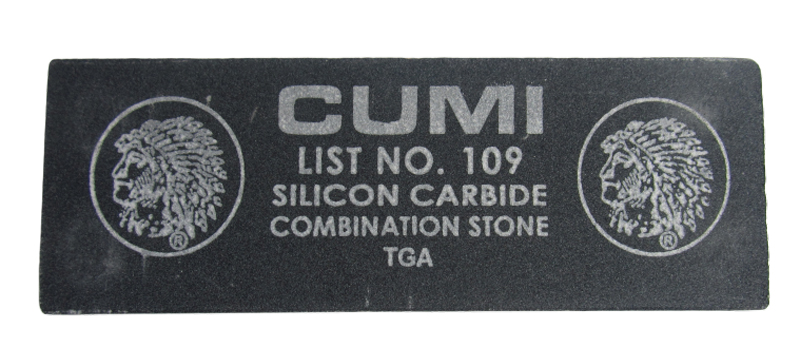 CUMI
LIST NO. 109
SILICON CARBIDE
COMBINATION STONE
TGA
®
®